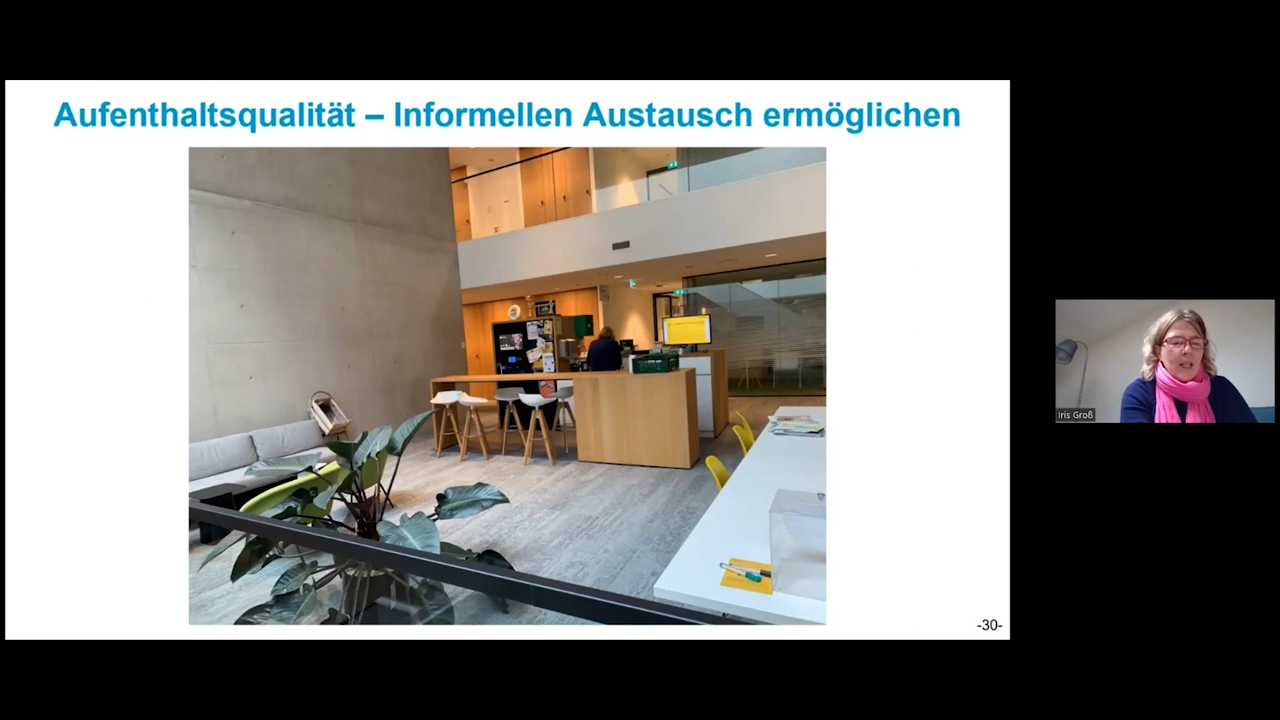 Aufenthaltsqualität – Informellen Austausch ermöglichen
Iris Groß
-30-